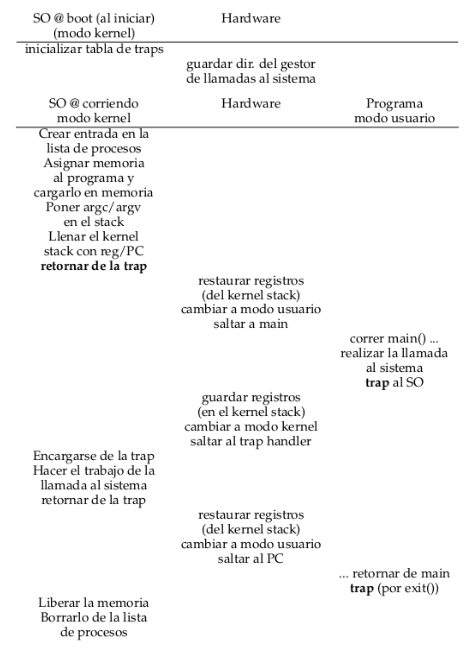 SO @ boot (al iniciar) Hardware
(modo kernel)
inicializar tabla de traps
guardar dir. del gestor
de llamadas al sistema
SO @ corriendo Hardware Programa
modo kernel modo usuario
Crear entrada en la
lista de procesos
Asignar memoria
al programa y
cargarlo en memoria
Poner argc/argv
en el stack
Llenar el kernel
stack con reg/PC
retornar de la trap
restaurar registros
(del kernel stack)
cambiar a modo usuario
saltar a main
correr main() ...
realizar la llamada
al sistema
trap al SO
guardar registros
(en el kernel stack)
cambiar a modo kernel
saltar al trap handler
Encargarse de la trap
Hacer el trabajo de la
llamada al sistema
retornar de la trap
restaurar registros
(del kernel stack)
cambiar a modo usuario
saltar al PC
... retornar de main
trap (por exit())
Liberar la memoria
Borrarlo de la lista
de procesos